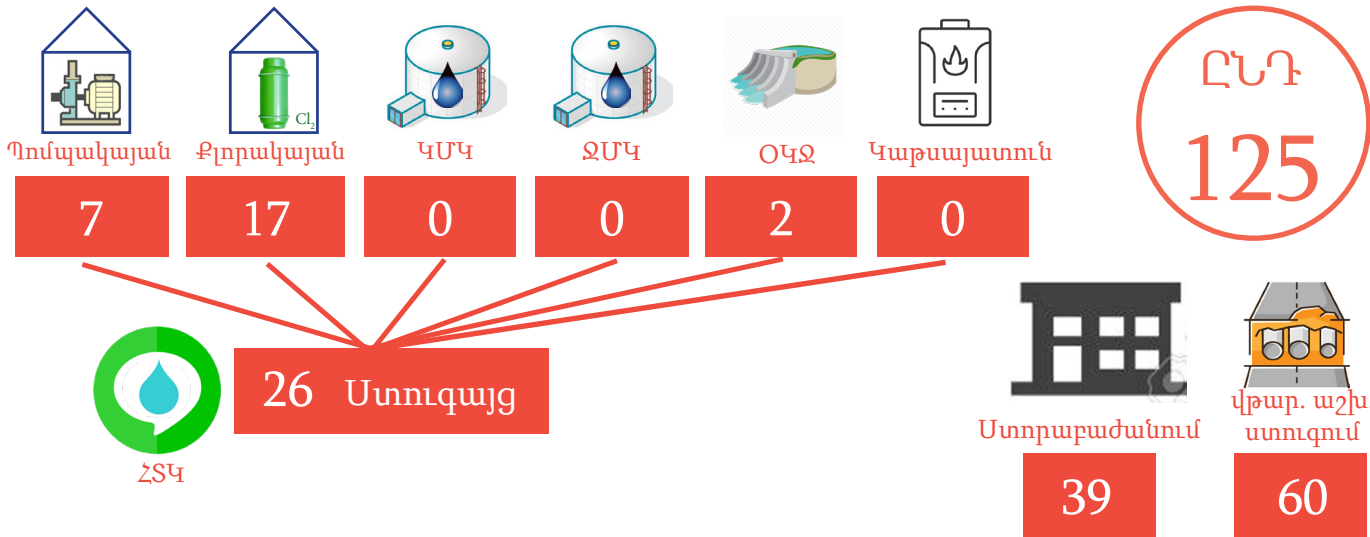 ԸՆԴ
125
Cl2
Պոմպակայան
Քլորակայան
ԿՄԿ
ՋՄԿ
ՕԿՋ
Կաթսայատուն
7
17
0
0
2
0
26 Ստուգայց
ՀՏԿ
Ստորաբաժանում
39
վթար. աշխ
ստուգում
60